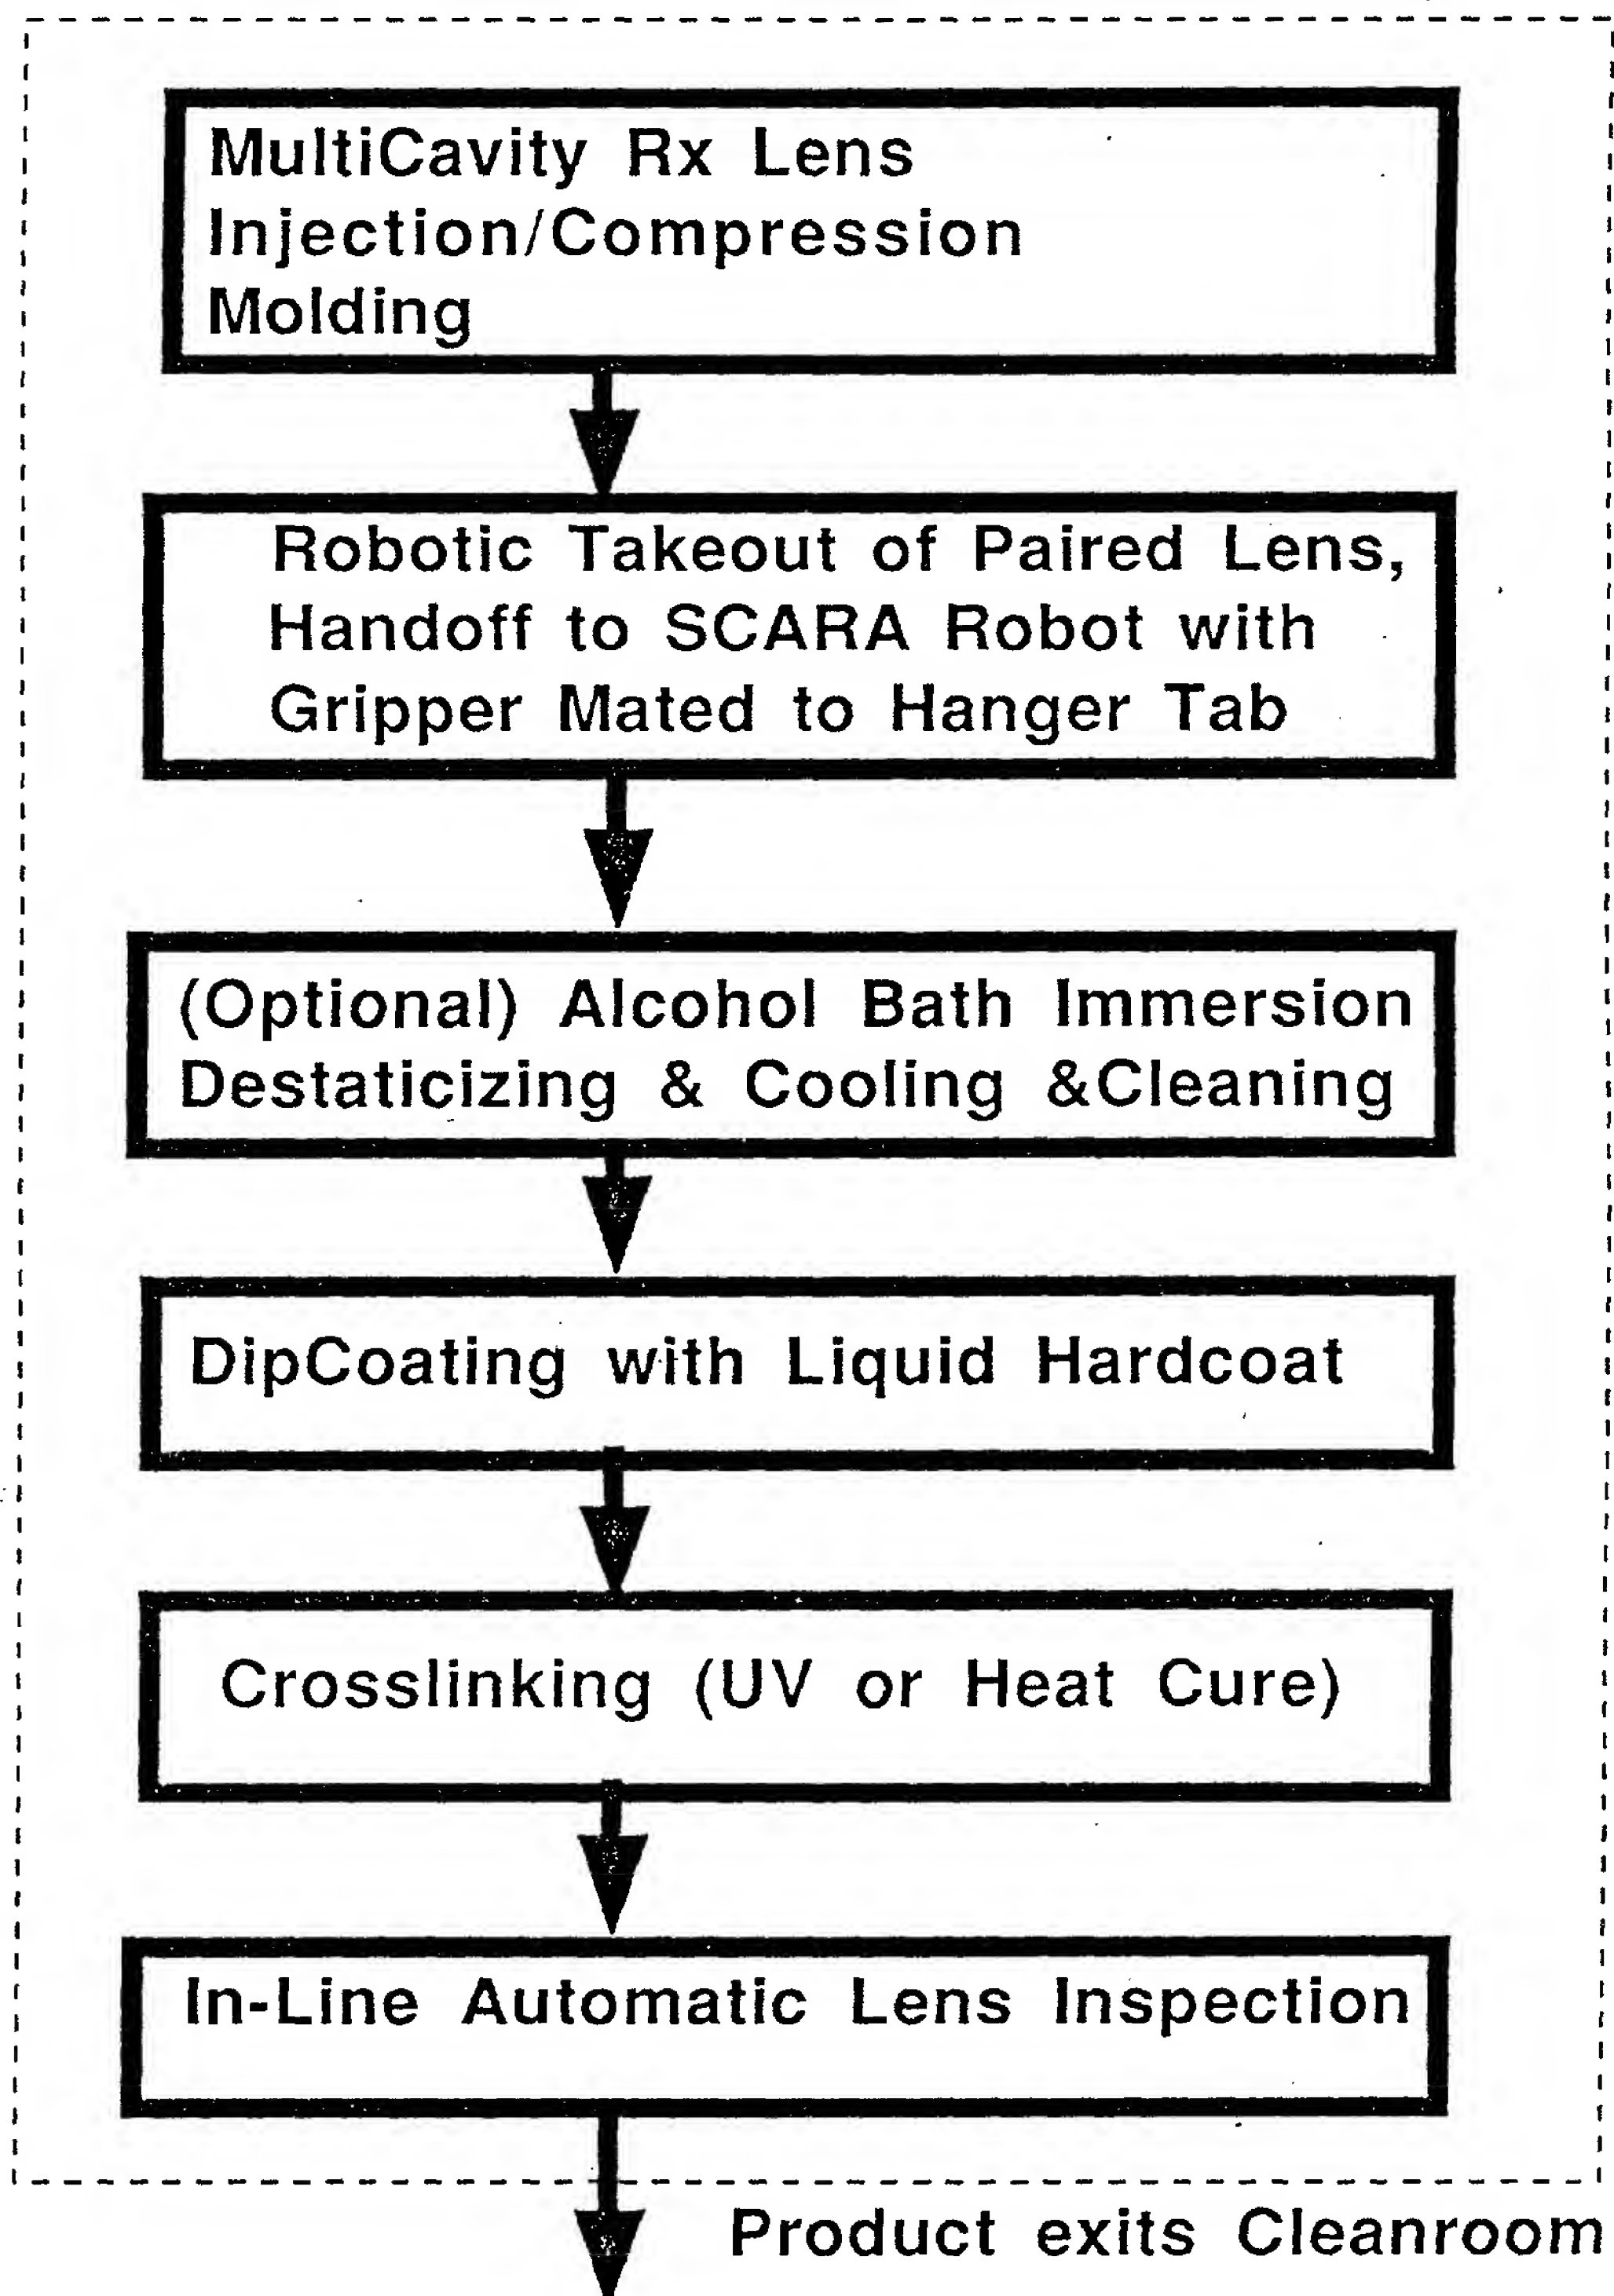 MultiCavity Rx Lens
Injection/Compression
Molding
Robotic Takeout of Paired Lens,
Handoff to SCARA Robot with
Gripper Mated to Hanger Tab
(Optional) Alcohol Bath Immersion
Destaticizing & Cooling &Cleaning
DipCoating with Liquid Hardcoat
Crosslinking (UV or Heat Cure)
In-Line Automatic Lens Inspection
Product exits Cleanroom